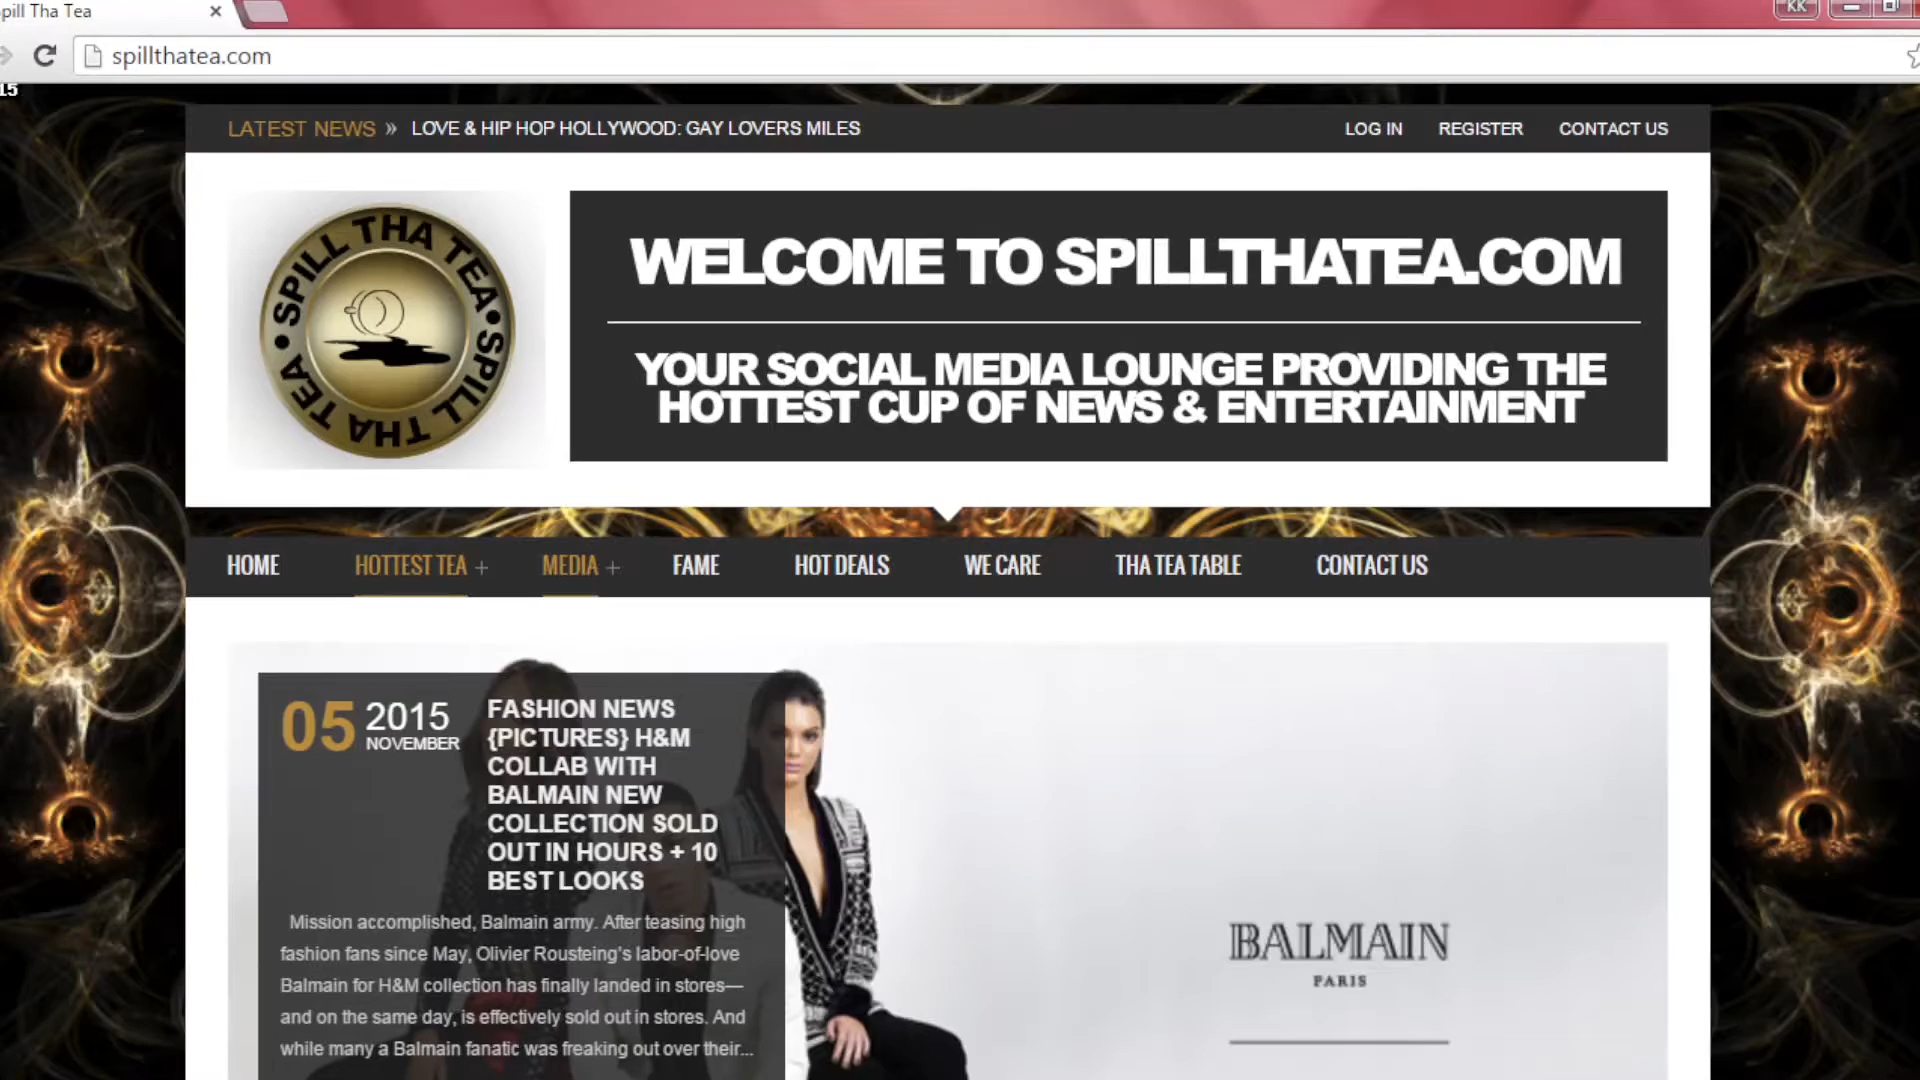 pill Tha Tea
KK
spillthatea.com
15
LATEST NEWS » LOVE & HIP HOP HOLLYWOOD: GAY LOVERS MILES
LOG IN REGISTER CONTACT US
SPILL THA TEA • SPILL THA TEA •
WELCOME TO SPILLTHATEA.COM
YOUR SOCIAL MEDIA LOUNGE PROVIDING THE
HOTTEST CUP OF NEWS & ENTERTAINMENT
HOME HOTTEST TEA + MEDIA + FAME HOT DEALS WE CARE THA TEA TABLE CONTACT US
05 2015
NOVEMBER
FASHION NEWS
{PICTURES} H&M
COLLAB WITH
BALMAIN NEW
COLLECTION SOLD
OUT IN HOURS + 10
BEST LOOKS
Mission accomplished, Balmain army. After teasing high
fashion fans since May, Olivier Rousteing's labor-of-love
Balmain for H&M collection has finally landed in stores—
and on the same day, is effectively sold out in stores. And
while many a Balmain fanatic was freaking out over their...
BALMAIN
PARIS